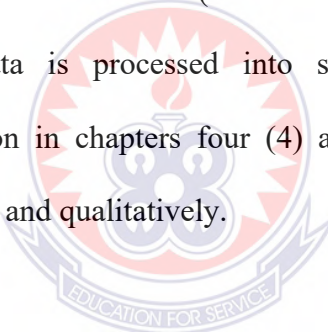 (
ta is processed into s
on in chapters four (4) a
and qualitatively.
EDUCATION FOR SERVICE